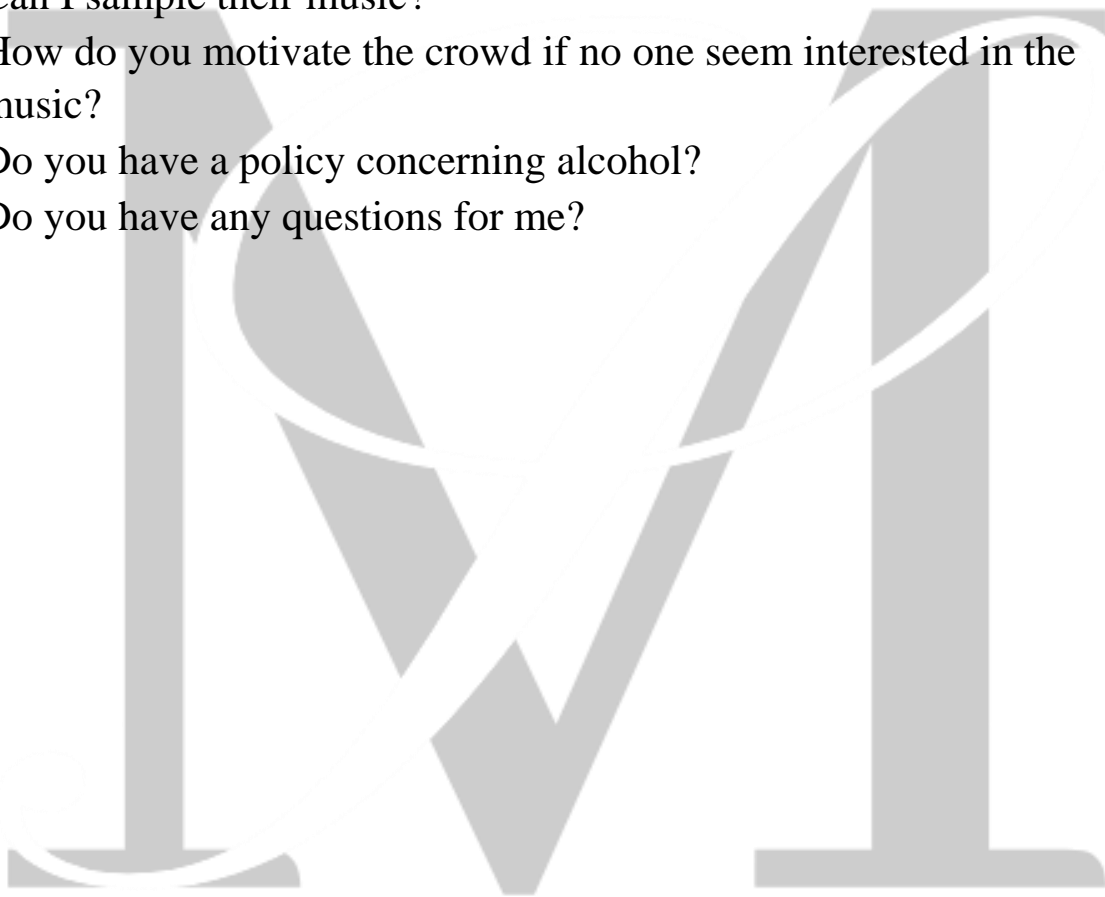 Can I sample their music?
How do you motivate the crowd if no one seem interested in the
music?
Do you have a policy concerning alcohol?
Do you have any questions for me?